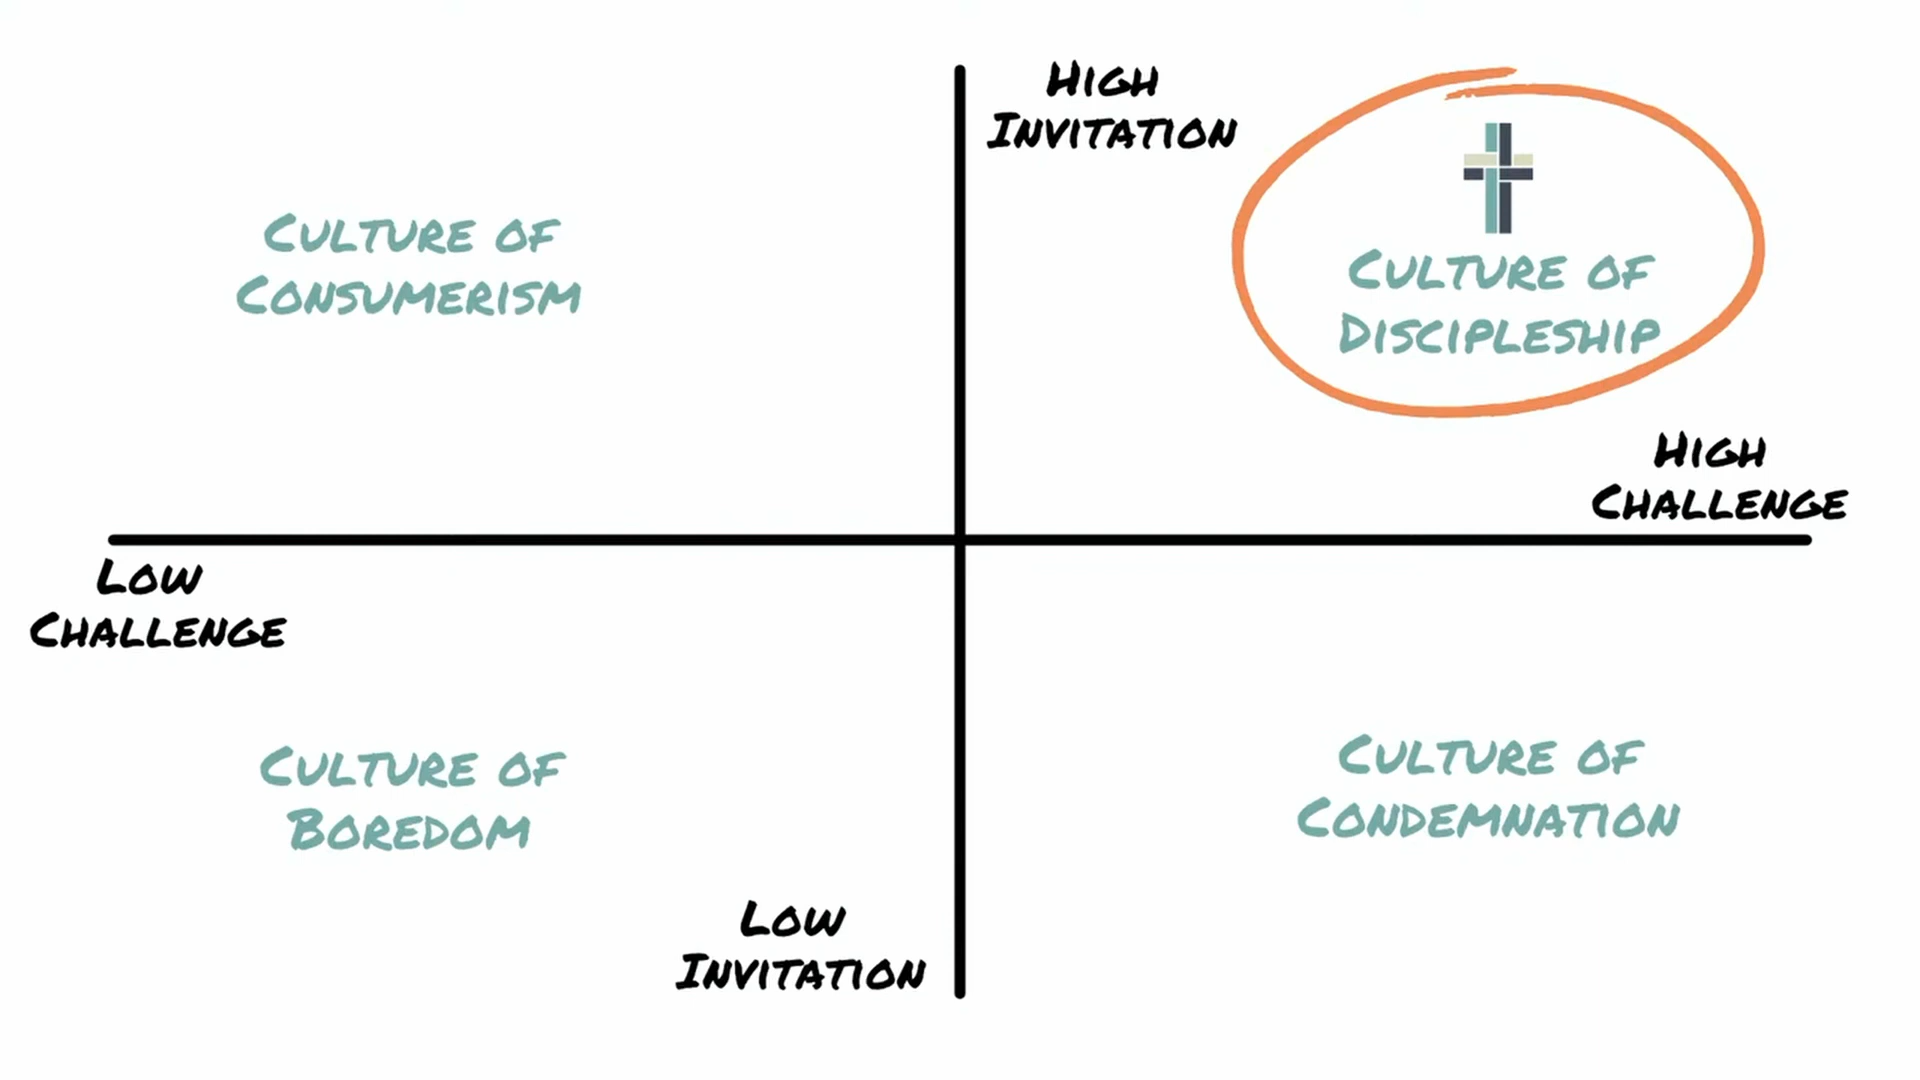 High
Invitation
Culture of
Consumerism
Culture of
Discipleship
High
Challenge
Low
Challenge
Culture of
Boredom
Culture of
Condemnation
Low
Invitation